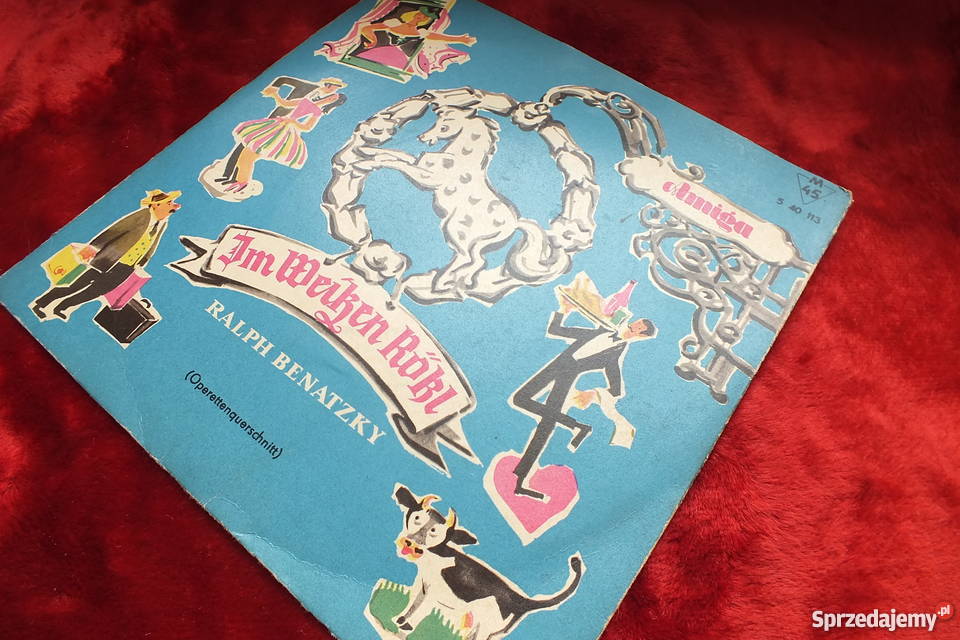 M
45
5 40 113
amiga
Im Weißen Rößl
RALPH BENATZKY
(Operettenquerschnitt)
Sprzedajemy.pl